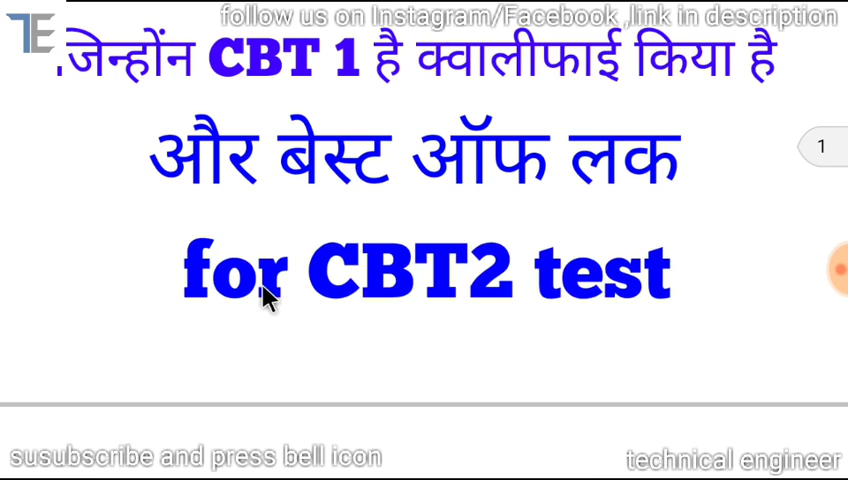 follow us on Instagram/Facebook ,link in description
TE
.जिन्होंन CBT 1 है क्वालीफाई किया है
और बेस्ट ऑफ लक
1
for CBT2 test
susubscribe and press bell icon
technical engineer